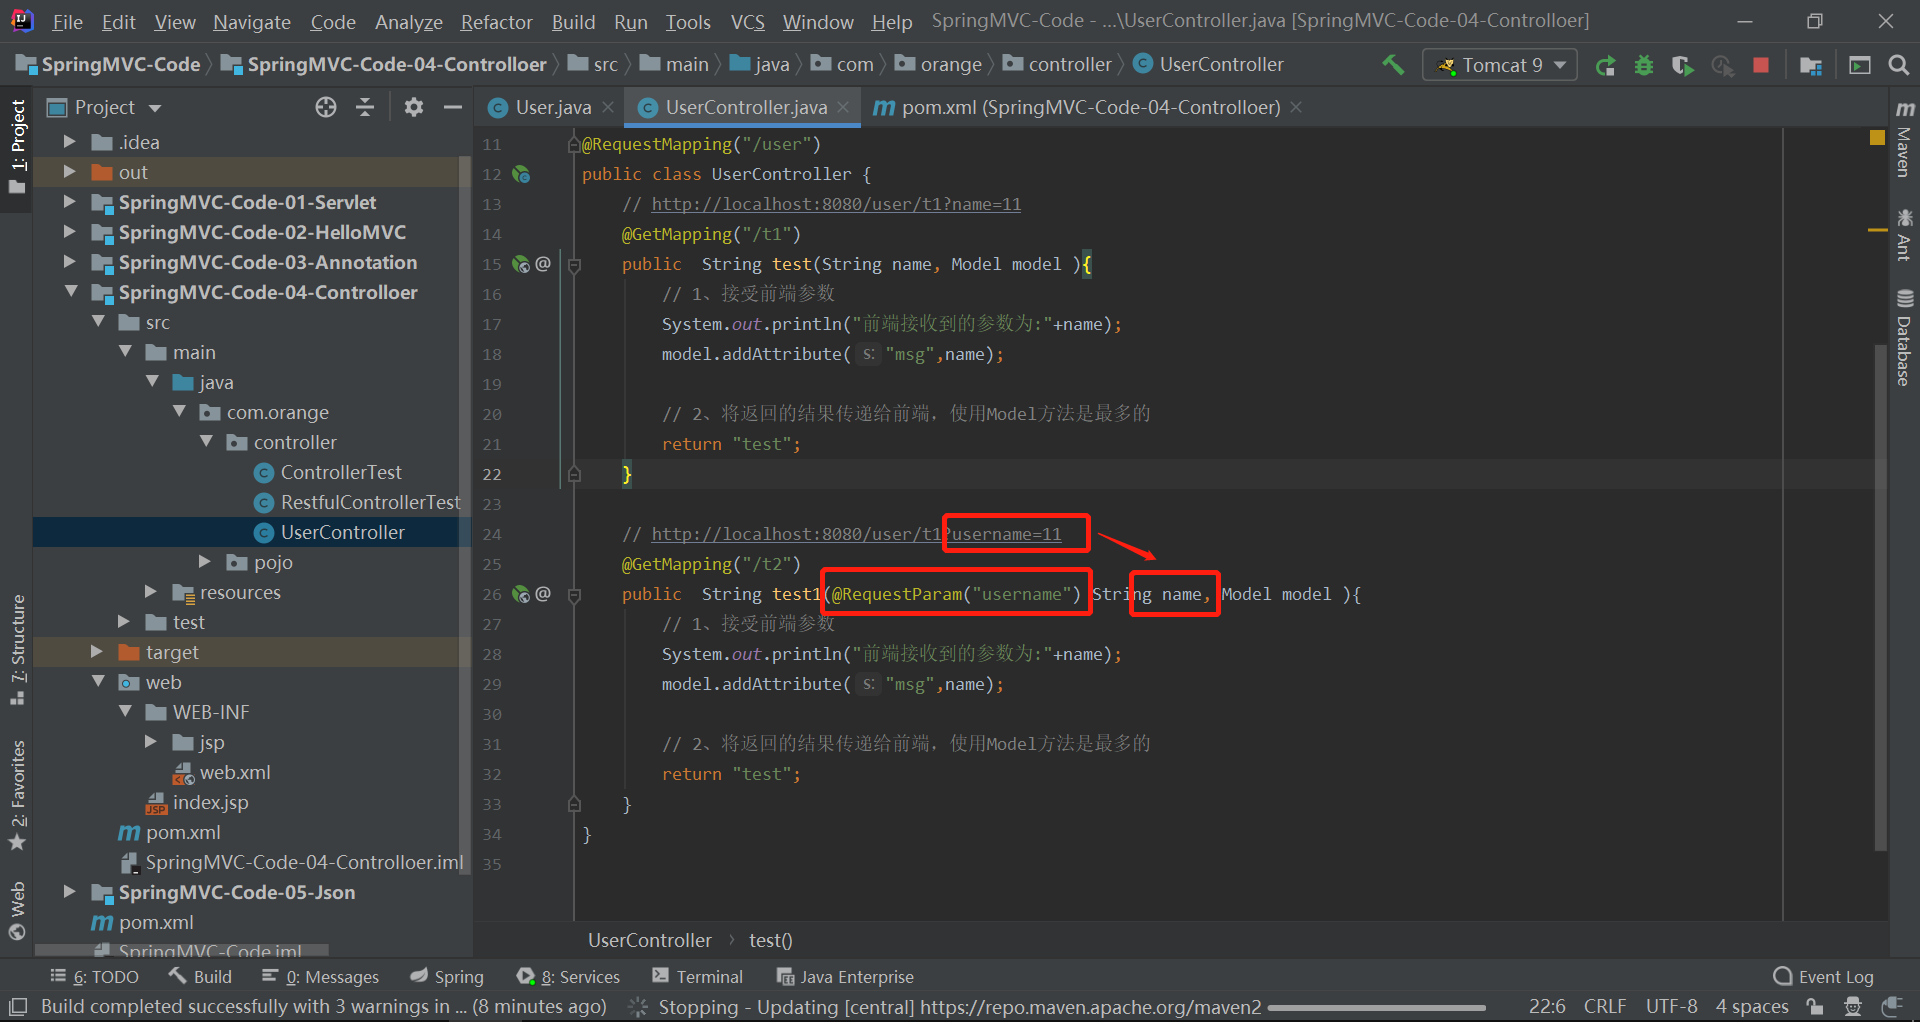 File Edit View Navigate Code Analyze Refactor Build Run Tools VCS Window Help SpringMVC-Code - ...\UserController.java [SpringMVC-Code-04-Controlloer]
SpringMVC-Code SpringMVC-Code-04-Controlloer src main java com orange controller UserController Tomcat 9
Project
User.java UserController.java pom.xml (SpringMVC-Code-04-Controlloer)
1: Project
7: Structure
2: Favorites
Web
.idea
out
SpringMVC-Code-01-Servlet
SpringMVC-Code-02-HelloMVC
SpringMVC-Code-03-Annotation
SpringMVC-Code-04-Controlloer
src
main
java
com.orange
controller
ControllerTest
RestfulControllerTest
UserController
pojo
resources
test
target
web
WEB-INF
jsp
web.xml
index.jsp
pom.xml
SpringMVC-Code-04-Controlloer.iml
SpringMVC-Code-05-Json
pom.xml
SpringMVC-Code.iml
11 @RequestMapping("/user")
12 public class UserController {
13 // http://localhost:8080/user/t1?name=11
14 @GetMapping("/t1")
15 @ public String test(String name, Model model ){
16 // 1、接受前端参数
17 System.out.println("前端接收到的参数为:"+name);
18 model.addAttribute( s: "msg",name);
19
20 // 2、将返回的结果传递给前端，使用Model方法是最多的
21 return "test";
22 }
23
24 // http://localhost:8080/user/t1?username=11
25 @GetMapping("/t2")
26 @ public String test1(@RequestParam("username") String name, Model model ){
27 // 1、接受前端参数
28 System.out.println("前端接收到的参数为:"+name);
29 model.addAttribute( s: "msg",name);
30
31 // 2、将返回的结果传递给前端，使用Model方法是最多的
32 return "test";
33 }
34 }
35
UserController test()
Maven
Ant
Database
6: TODO Build 0: Messages Spring 8: Services Terminal Java Enterprise Event Log
Build completed successfully with 3 warnings in ... (8 minutes ago) Stopping - Updating [central] https://repo.maven.apache.org/maven2 22:6 CRLF UTF-8 4 spaces